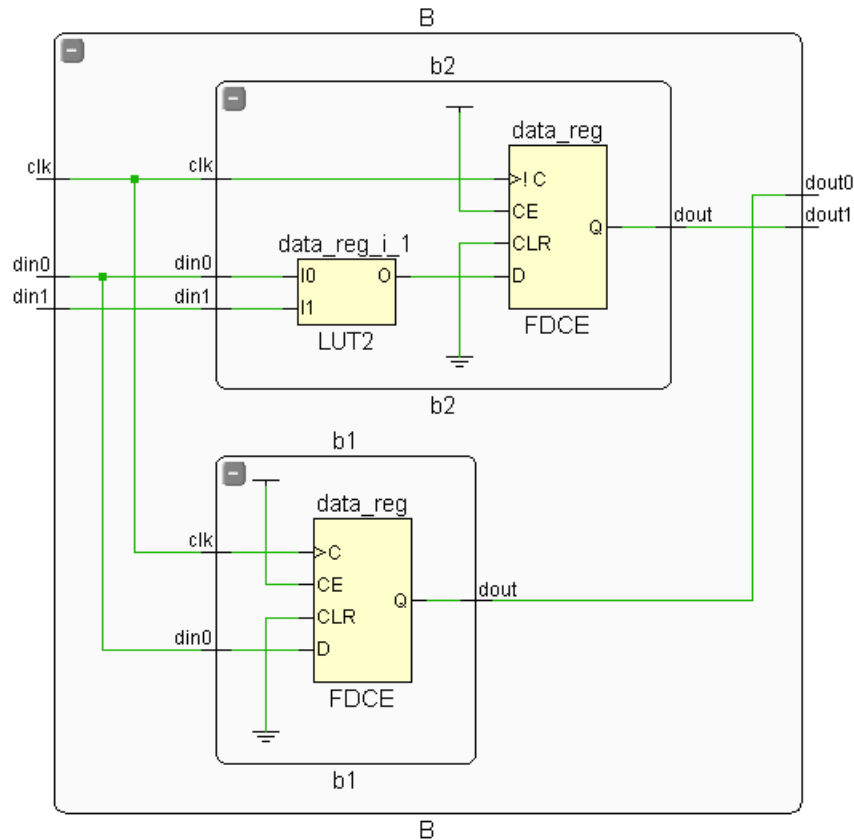 B
b2
data_reg
clk
clk
>! C
CE
CLR
D
Q
dout
dout0
dout1
FDCE
data_reg_i_1
din0
din1
din0
din1
I0
I1
O
LUT2
b2
b1
data_reg
clk
>C
CE
CLR
D
Q
dout
din0
FDCE
b1
B